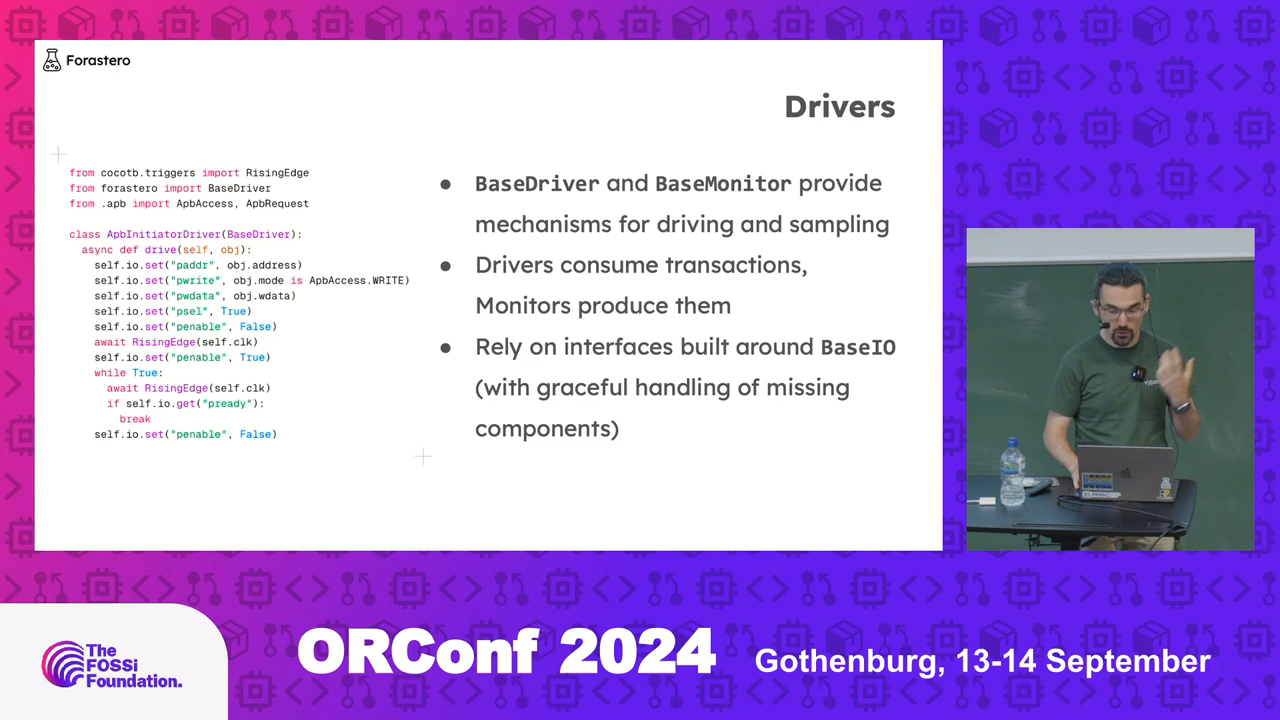 Forastero
Drivers
from cocotb.triggers import RisingEdge
from forastero import BaseDriver
from .apb import ApbAccess, ApbRequest
class ApbInitiatorDriver(BaseDriver):
  async def drive(self, obj):
    self.io.set("paddr", obj.address)
    self.io.set("pwrite", obj.mode is ApbAccess.WRITE)
    self.io.set("pwdata", obj.wdata)
    self.io.set("psel", True)
    self.io.set("penable", False)
    await RisingEdge(self.clk)
    self.io.set("penable", True)
    while True:
      await RisingEdge(self.clk)
      if self.io.get("pready"):
        break
    self.io.set("penable", False)
● BaseDriver and BaseMonitor provide
mechanisms for driving and sampling
● Drivers consume transactions,
Monitors produce them
● Rely on interfaces built around BaseIO
(with graceful handling of missing
components)
The
FOSSi
Foundation.
ORConf 2024
Gothenburg, 13-14 September